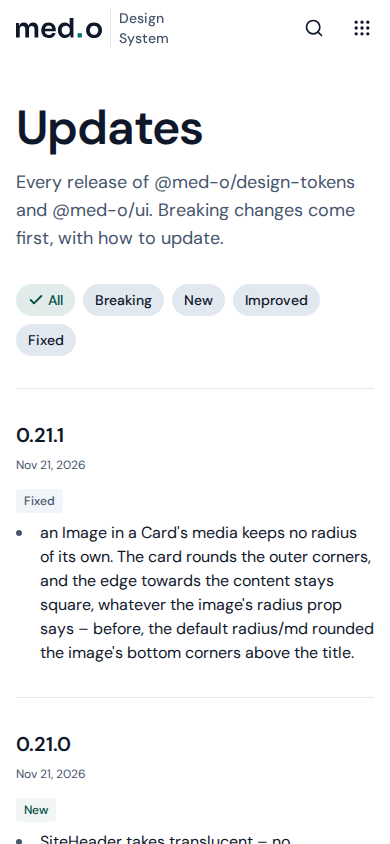 med.o
Design
System
Updates
Every release of @med-o/design-tokens
and @med-o/ui. Breaking changes come
first, with how to update.
All
Breaking
New
Improved
Fixed
0.21.1
Nov 21, 2026
Fixed
an Image in a Card's media keeps no radius
of its own. The card rounds the outer corners,
and the edge towards the content stays
square, whatever the image's radius prop
says – before, the default radius/md rounded
the image's bottom corners above the title.
0.21.0
Nov 21, 2026
New
SiteHeader takes translucent – no